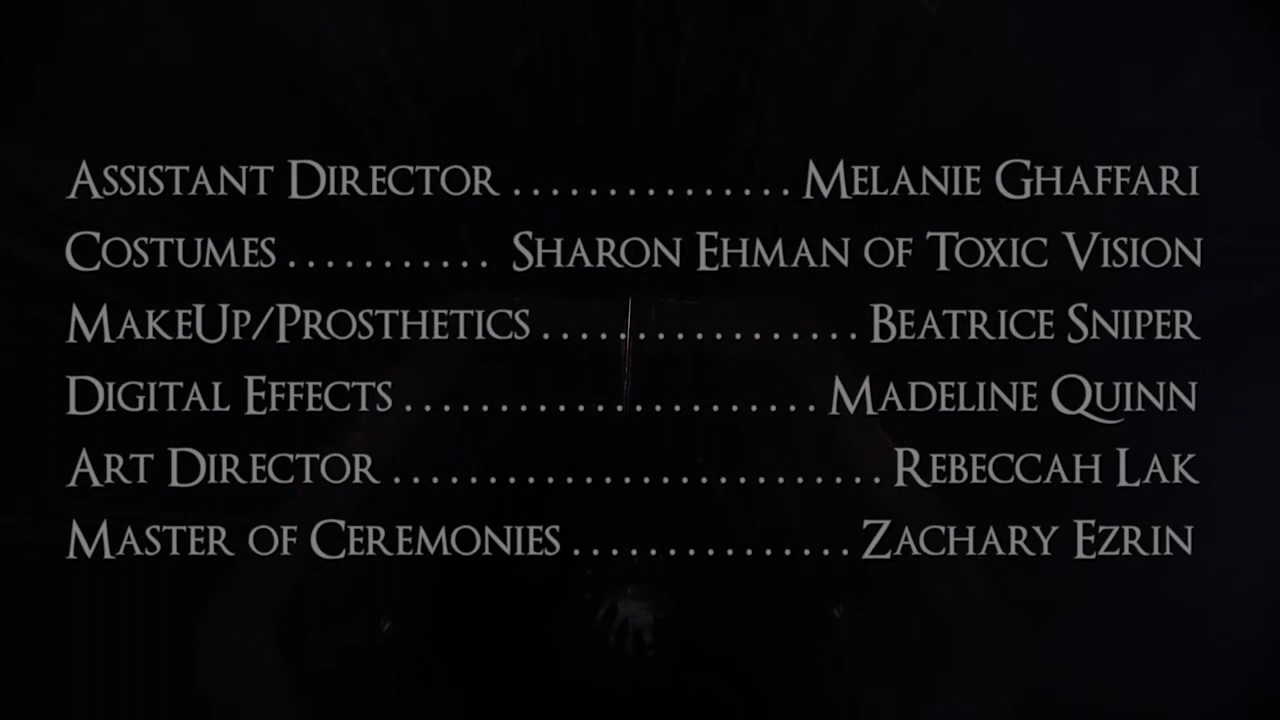 Assistant Director ............... Melanie Ghaffari
Costumes ........... Sharon Ehman of Toxic Vision
MakeUp/Prosthetics ................. Beatrice Sniper
Digital Effects ...................... Madeline Quinn
Art Director .......................... Rebeccah Lak
Master of Ceremonies ............... Zachary Ezrin